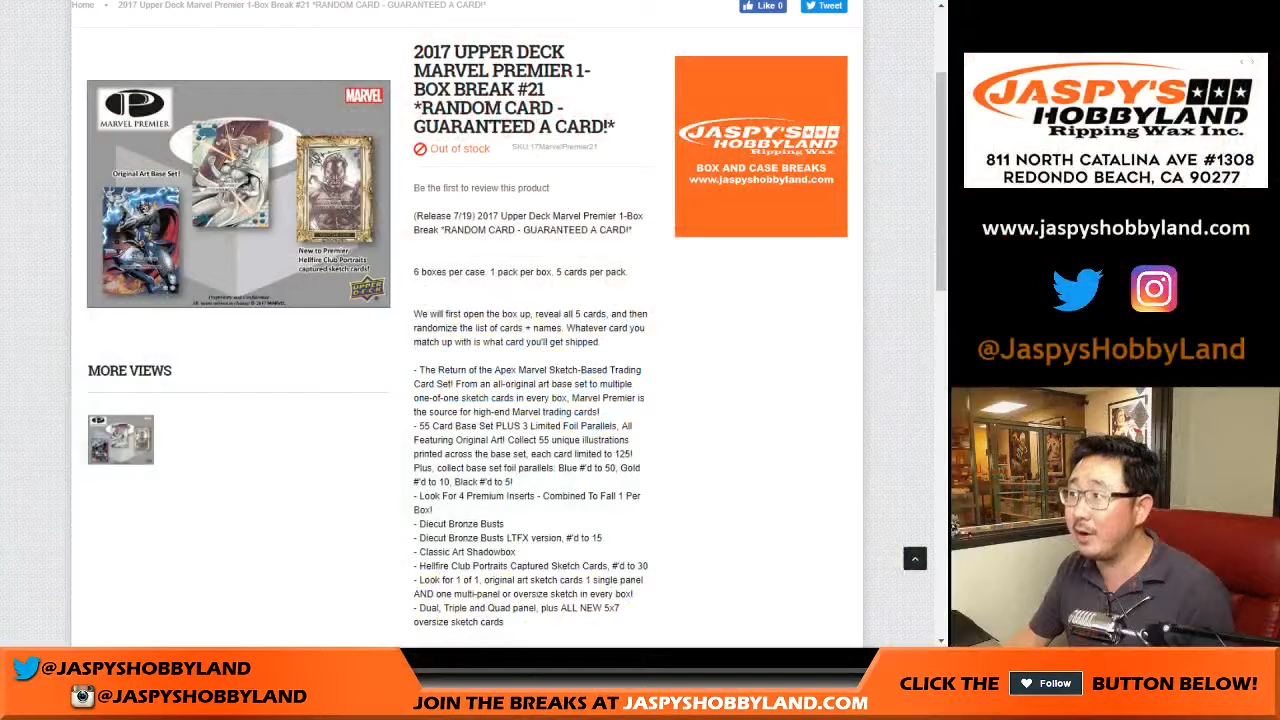 Home • 2017 Upper Deck Marvel Premier 1-Box Break #21 *RANDOM CARD - GUARANTEED A CARD!*
Like 0
Tweet
P
MARVEL PREMIER
MARVEL
Original Art Base Set!
New to Premier
Hellfire Club Portraits
captured sketch cards!
UPPER DECK
2017 UPPER DECK
MARVEL PREMIER 1-
BOX BREAK #21
*RANDOM CARD -
GUARANTEED A CARD!*
Out of stock
SKU: 17MarvelPremier21
Be the first to review this product
(Release 7/19) 2017 Upper Deck Marvel Premier 1-Box
Break *RANDOM CARD - GUARANTEED A CARD!*
6 boxes per case. 1 pack per box. 5 cards per pack.
We will first open the box up, reveal all 5 cards, and then
randomize the list of cards + names. Whatever card you
match up with is what card you'll get shipped.
- The Return of the Apex Marvel Sketch-Based Trading
Card Set! From an all-original art base set to multiple
one-of-one sketch cards in every box, Marvel Premier is
the source for high-end Marvel trading cards!
- 55 Card Base Set PLUS 3 Limited Foil Parallels, All
Featuring Original Art! Collect 55 unique illustrations
printed across the base set, each card limited to 125!
Plus, collect base set foil parallels: Blue #'d to 50, Gold
#'d to 10, Black #'d to 5!
- Look For 4 Premium Inserts - Combined To Fall 1 Per
Box!
- Diecut Bronze Busts
- Diecut Bronze Busts LTFX version, #'d to 15
- Classic Art Shadowbox
- Hellfire Club Portraits Captured Sketch Cards, #'d to 30
- Look for 1 of 1, original art sketch cards 1 single panel
AND one multi-panel or oversize sketch in every box!
- Dual, Triple and Quad panel, plus ALL NEW 5x7
oversize sketch cards
MORE VIEWS
JASPY'S
HOBBYLAND
Ripping Wax
BOX AND CASE BREAKS
www.jaspyshobbyland.com
JASPY'S
HOBBYLAND
Ripping Wax Inc.
811 NORTH CATALINA AVE #1308
REDONDO BEACH, CA 90277
www.jaspyshobbyland.com
@JaspysHobbyLand
@JASPYSHOBBYLAND
@JASPYSHOBBYLAND
JOIN THE BREAKS AT JASPYSHOBBYLAND.COM
CLICK THE Follow BUTTON BELOW!